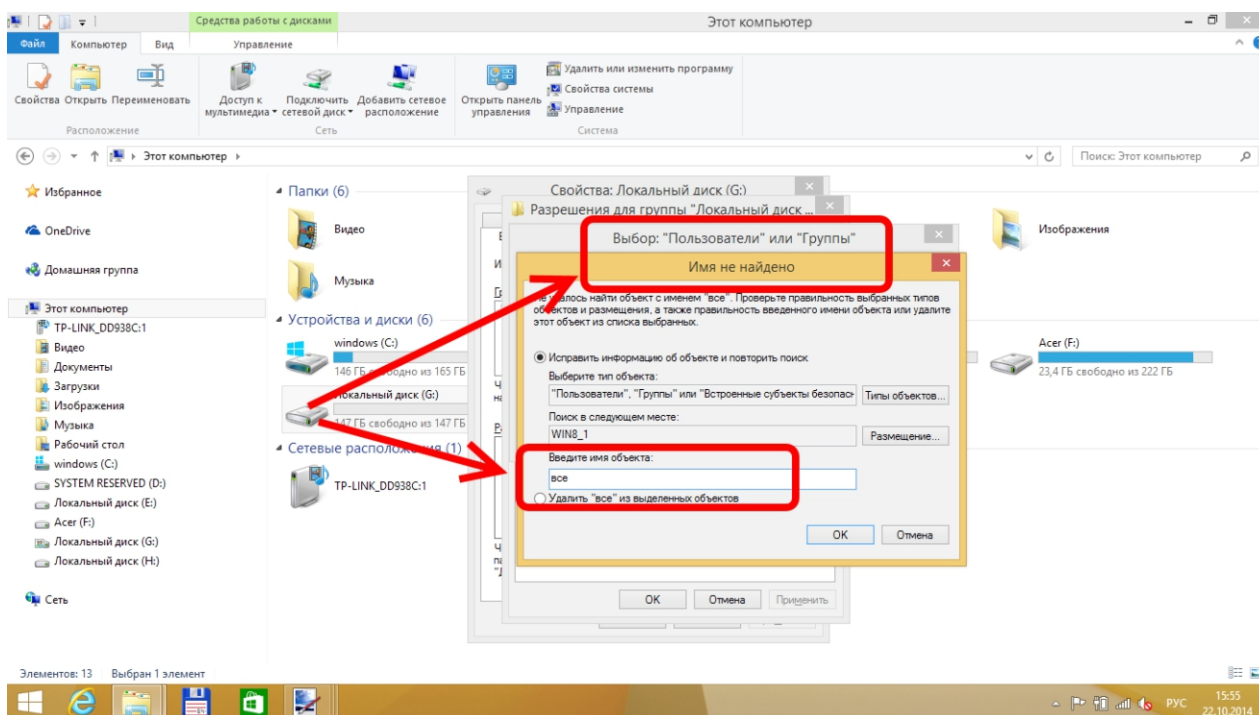 Средства работы с дисками
Этот компьютер
Файл
Компьютер
Вид
Управление
Свойства
Открыть
Переименовать
Доступ к мультимедиа
Подключить сетевой диск
Добавить сетевое расположение
Открыть панель управления
Удалить или изменить программу
Свойства системы
Управление
Расположение
Сеть
Система
Этот компьютер
Поиск: Этот компьютер
Избранное
OneDrive
Домашняя группа
Этот компьютер
TP-LINK_DD938C:1
Видео
Документы
Загрузки
Изображения
Музыка
Рабочий стол
windows (C:)
SYSTEM RESERVED (D:)
Локальный диск (E:)
Acer (F:)
Локальный диск (G:)
Локальный диск (H:)
Сеть
Папки (6)
Видео
Музыка
Изображения
Устройства и диски (6)
windows (C:)
146 ГБ свободно из 165 ГБ
Локальный диск (G:)
147 ГБ свободно из 147 ГБ
Acer (F:)
23,4 ГБ свободно из 222 ГБ
Сетевые расположения (1)
TP-LINK_DD938C:1
Свойства: Локальный диск (G:)
Разрешения для группы "Локальный диск ...
Выбор: "Пользователи" или "Группы"
Имя не найдено
Не удалось найти объект с именем "все". Проверьте правильность выбранных типов
объектов и размещения, а также правильность введенного имени объекта или удалите
этот объект из списка выбранных.
Исправить информацию об объекте и повторить поиск
Выберите тип объекта:
"Пользователи", "Группы" или "Встроенные субъекты безопасн
Типы объектов...
Поиск в следующем месте:
WIN8_1
Размещение...
Введите имя объекта:
все
Удалить "все" из выделенных объектов
OK
Отмена
OK
Отмена
Применить
Элементов: 13
Выбран 1 элемент
РУС
15:55
22.10.2014